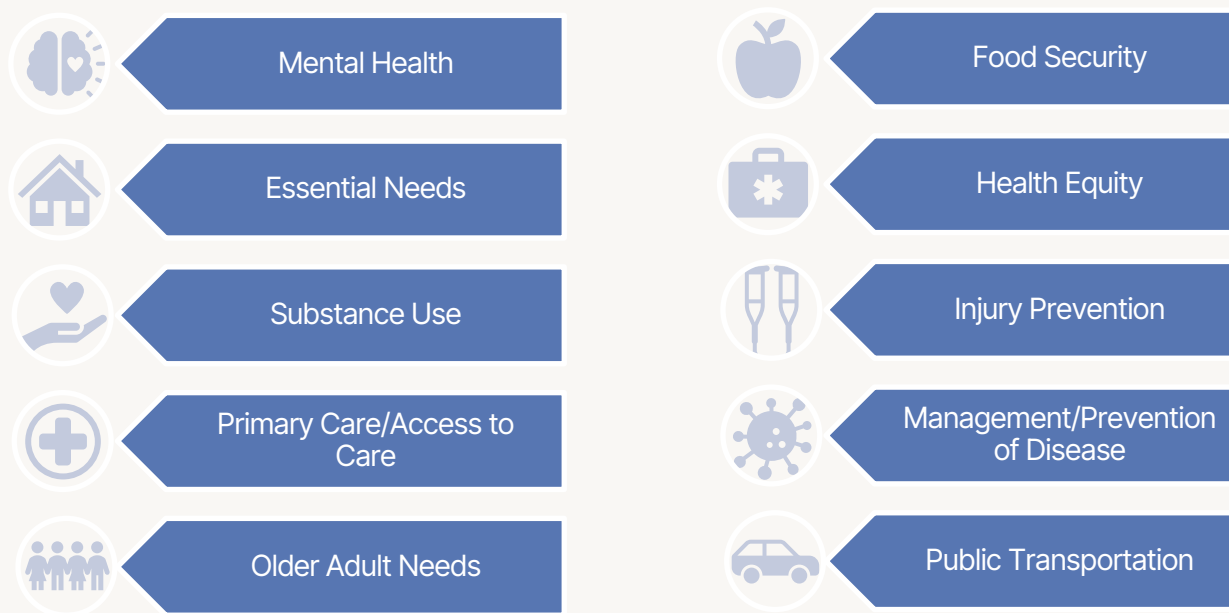 Mental Health
Essential Needs
Substance Use
Primary Care/Access to
Care
Older Adult Needs
Food Security
Health Equity
Injury Prevention
Management/Prevention
of Disease
Public Transportation